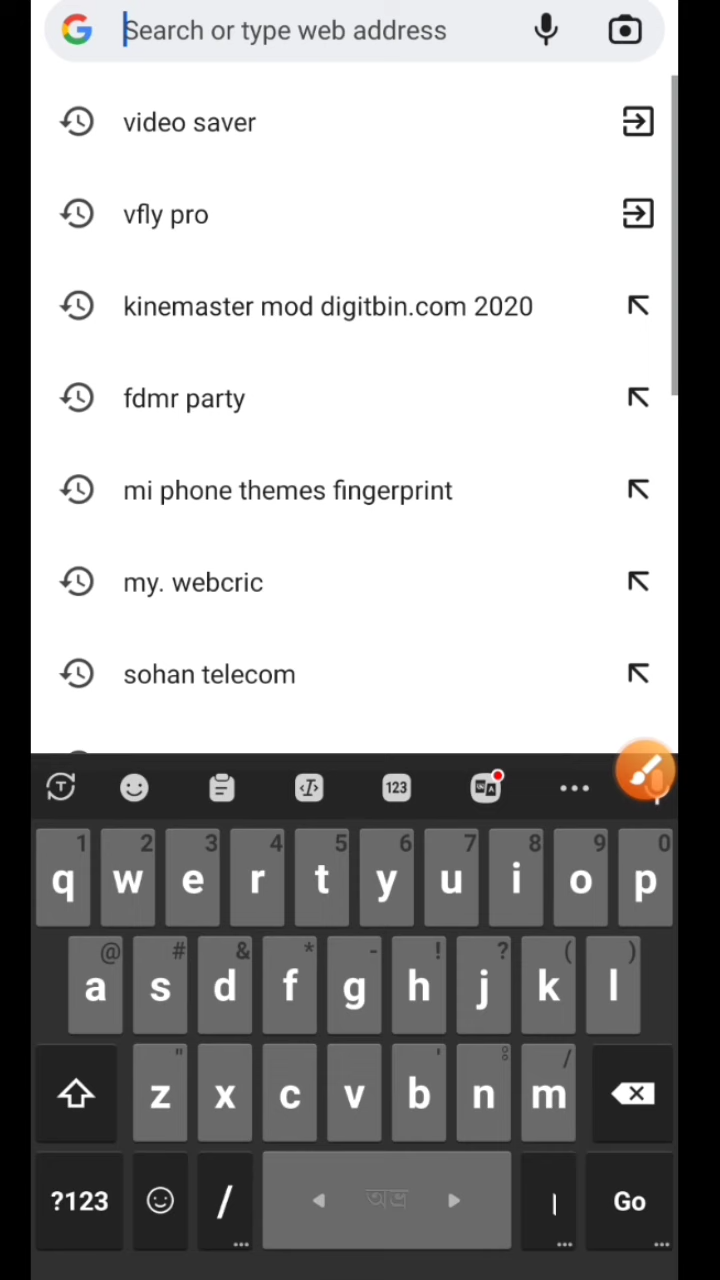 Search or type web address
video saver
vfly pro
kinemaster mod digitbin.com 2020
fdmr party
mi phone themes fingerprint
my. webcric
sohan telecom
T 123 A
1 2 3 4 5 6 7 8 9 0
q w e r t y u i o p
@ # & * - ! ? ( )
a s d f g h j k l
" ' : /
z x c v b n m
?123 / অভ্র । Go